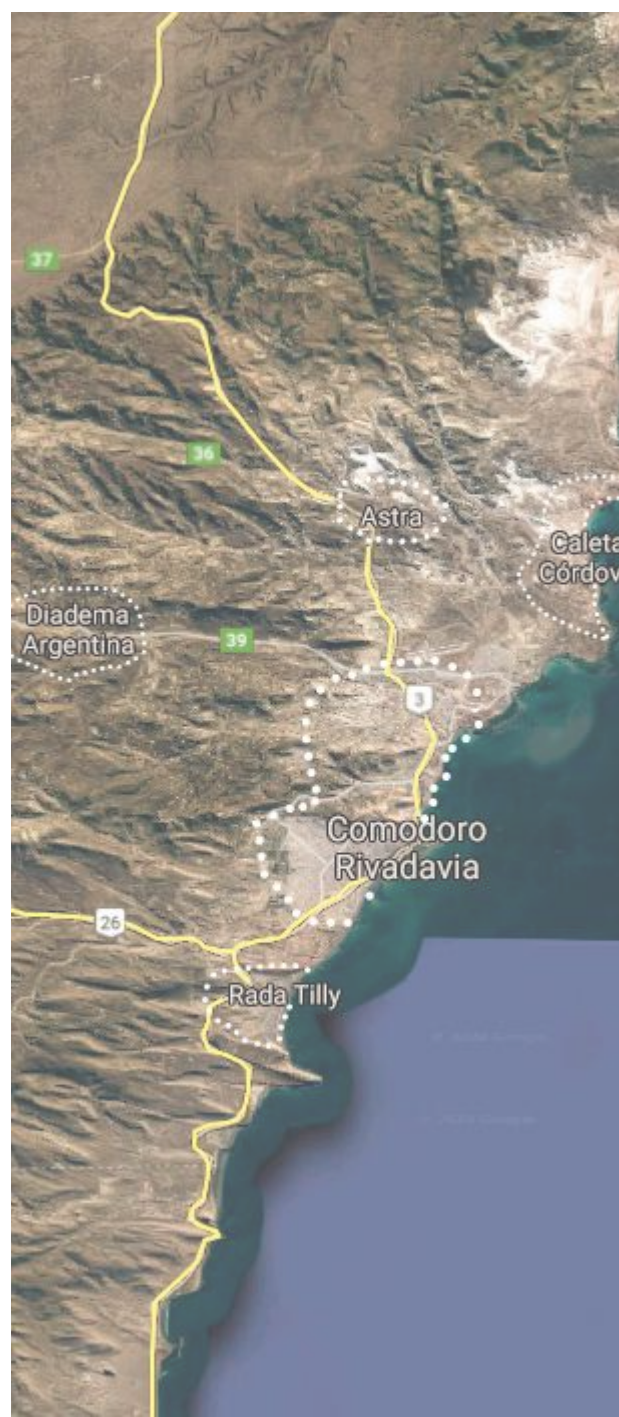 37
36
Astra
Caleta
Córdov
Diadema
Argentina
39
3
Comodoro
Rivadavia
26
Rada Tilly